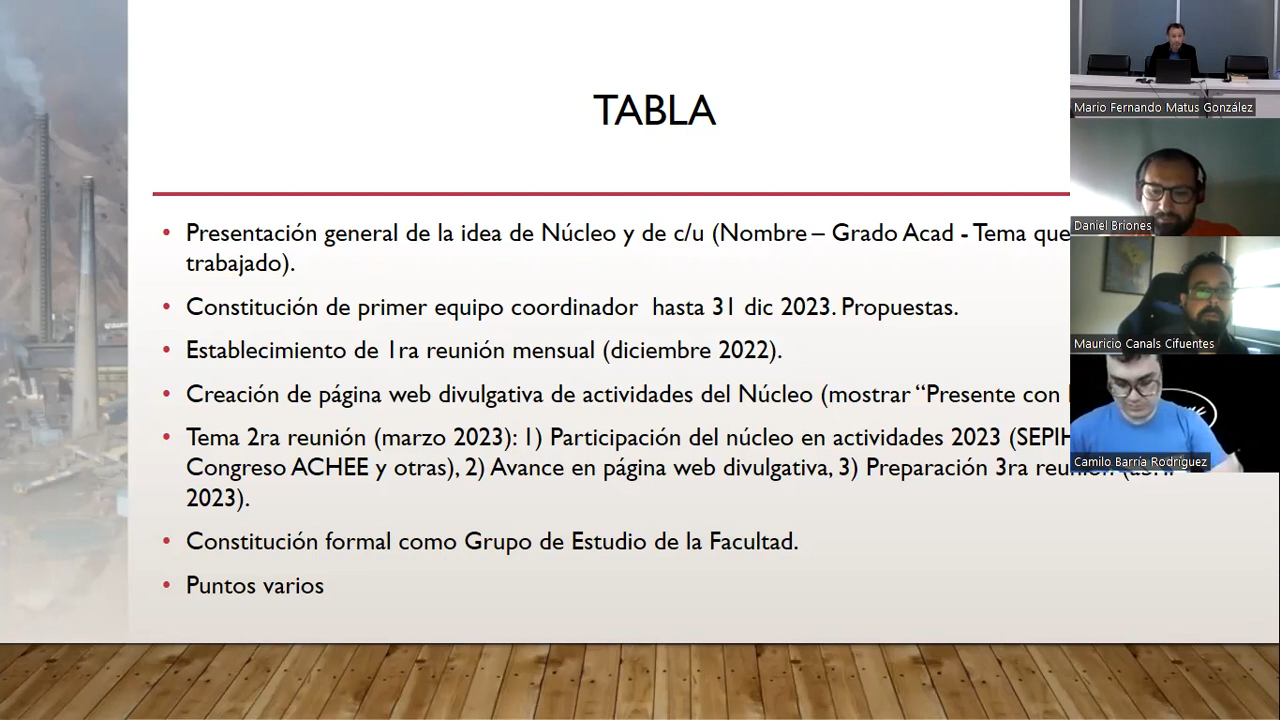 TABLA
• Presentación general de la idea de Núcleo y de c/u (Nombre – Grado Acad - Tema que
trabajado).
• Constitución de primer equipo coordinador hasta 31 dic 2023. Propuestas.
• Establecimiento de 1ra reunión mensual (diciembre 2022).
• Creación de página web divulgativa de actividades del Núcleo (mostrar “Presente con
• Tema 2ra reunión (marzo 2023): 1) Participación del núcleo en actividades 2023 (SEPIH
Congreso ACHEE y otras), 2) Avance en página web divulgativa, 3) Preparación 3ra
2023).
• Constitución formal como Grupo de Estudio de la Facultad.
• Puntos varios
Mario Fernando Matus González
Daniel Briones
Mauricio Canals Cifuentes
Camilo Barría Rodríguez